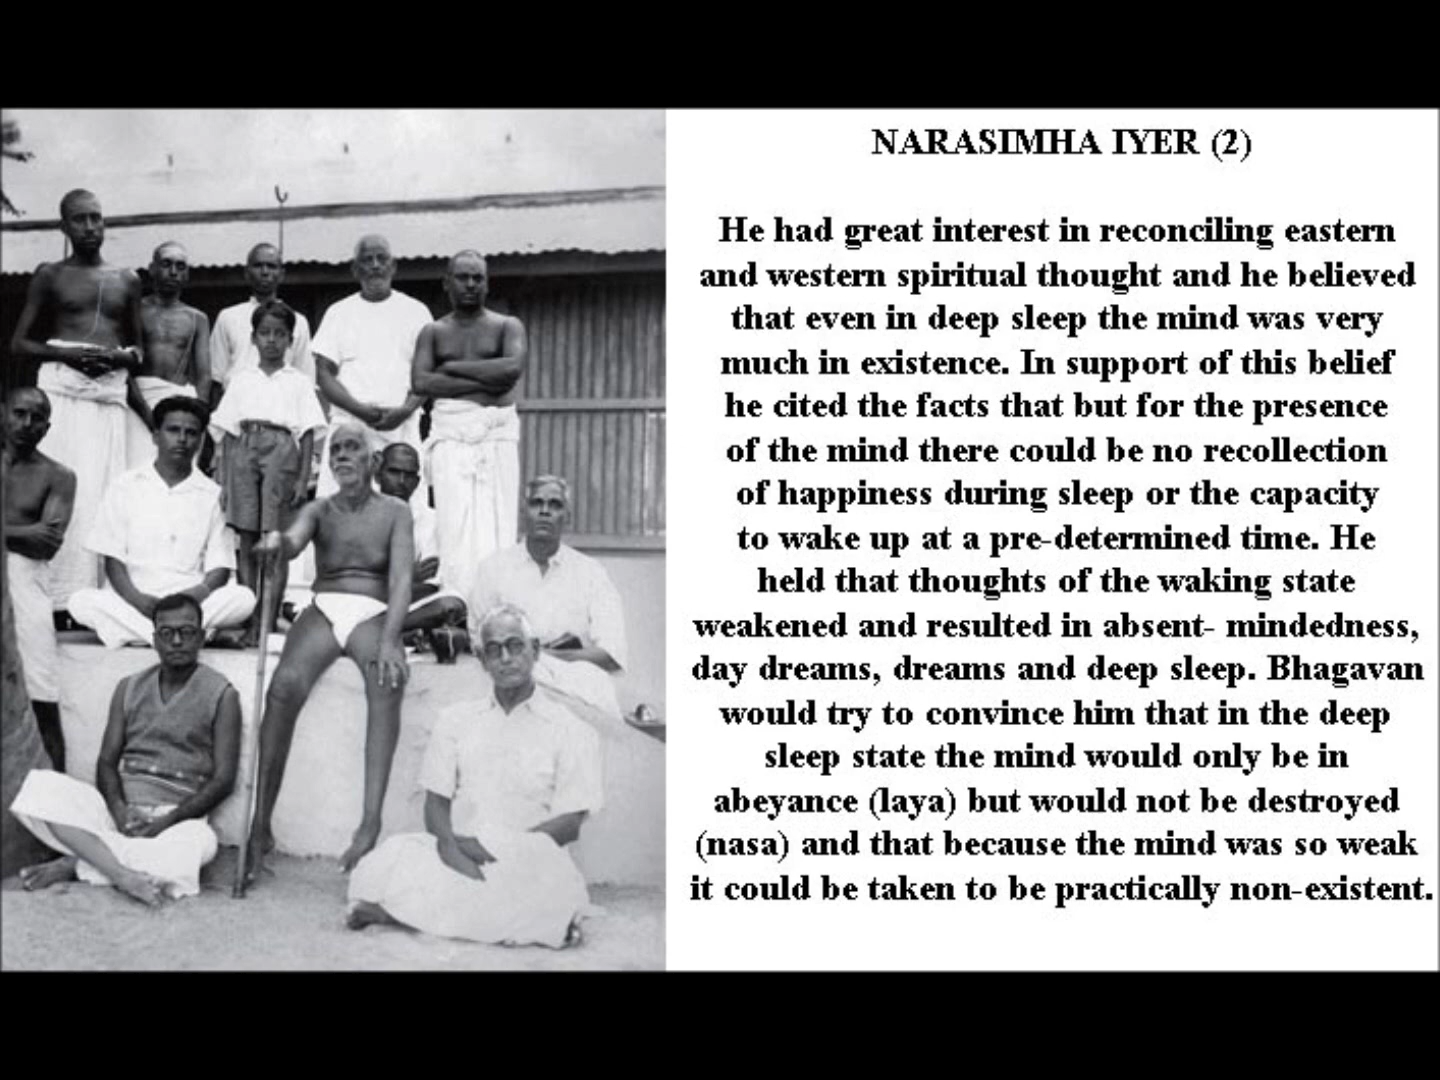 NARASIMHA IYER (2)
He had great interest in reconciling eastern
and western spiritual thought and he believed
that even in deep sleep the mind was very
much in existence. In support of this belief
he cited the facts that but for the presence
of the mind there could be no recollection
of happiness during sleep or the capacity
to wake up at a pre-determined time. He
held that thoughts of the waking state
weakened and resulted in absent- mindedness,
day dreams, dreams and deep sleep. Bhagavan
would try to convince him that in the deep
sleep state the mind would only be in
abeyance (laya) but would not be destroyed
(nasa) and that because the mind was so weak
it could be taken to be practically non-existent.